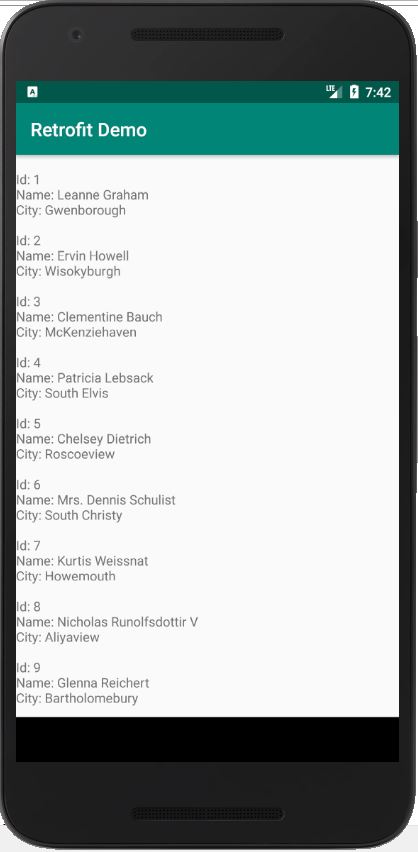 A LTE 7:42
Retrofit Demo
Id: 1
Name: Leanne Graham
City: Gwenborough
Id: 2
Name: Ervin Howell
City: Wisokyburgh
Id: 3
Name: Clementine Bauch
City: McKenziehaven
Id: 4
Name: Patricia Lebsack
City: South Elvis
Id: 5
Name: Chelsey Dietrich
City: Roscoeview
Id: 6
Name: Mrs. Dennis Schulist
City: South Christy
Id: 7
Name: Kurtis Weissnat
City: Howemouth
Id: 8
Name: Nicholas Runolfsdottir V
City: Aliyaview
Id: 9
Name: Glenna Reichert
City: Bartholomebury